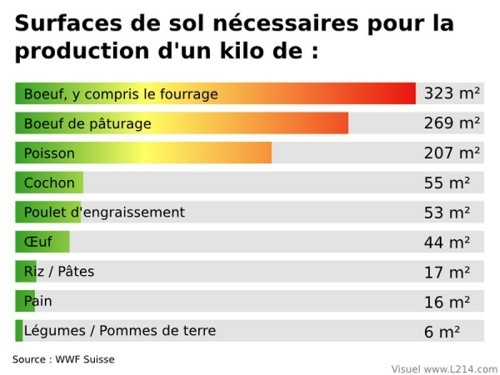 Surfaces de sol nécessaires pour la
production d'un kilo de :
Boeuf, y compris le fourrage 323 m²
Boeuf de pâturage 269 m²
Poisson 207 m²
Cochon 55 m²
Poulet d'engraissement 53 m²
Œuf 44 m²
Riz / Pâtes 17 m²
Pain 16 m²
Légumes / Pommes de terre 6 m²
Source : WWF Suisse
Visuel www.L214.com